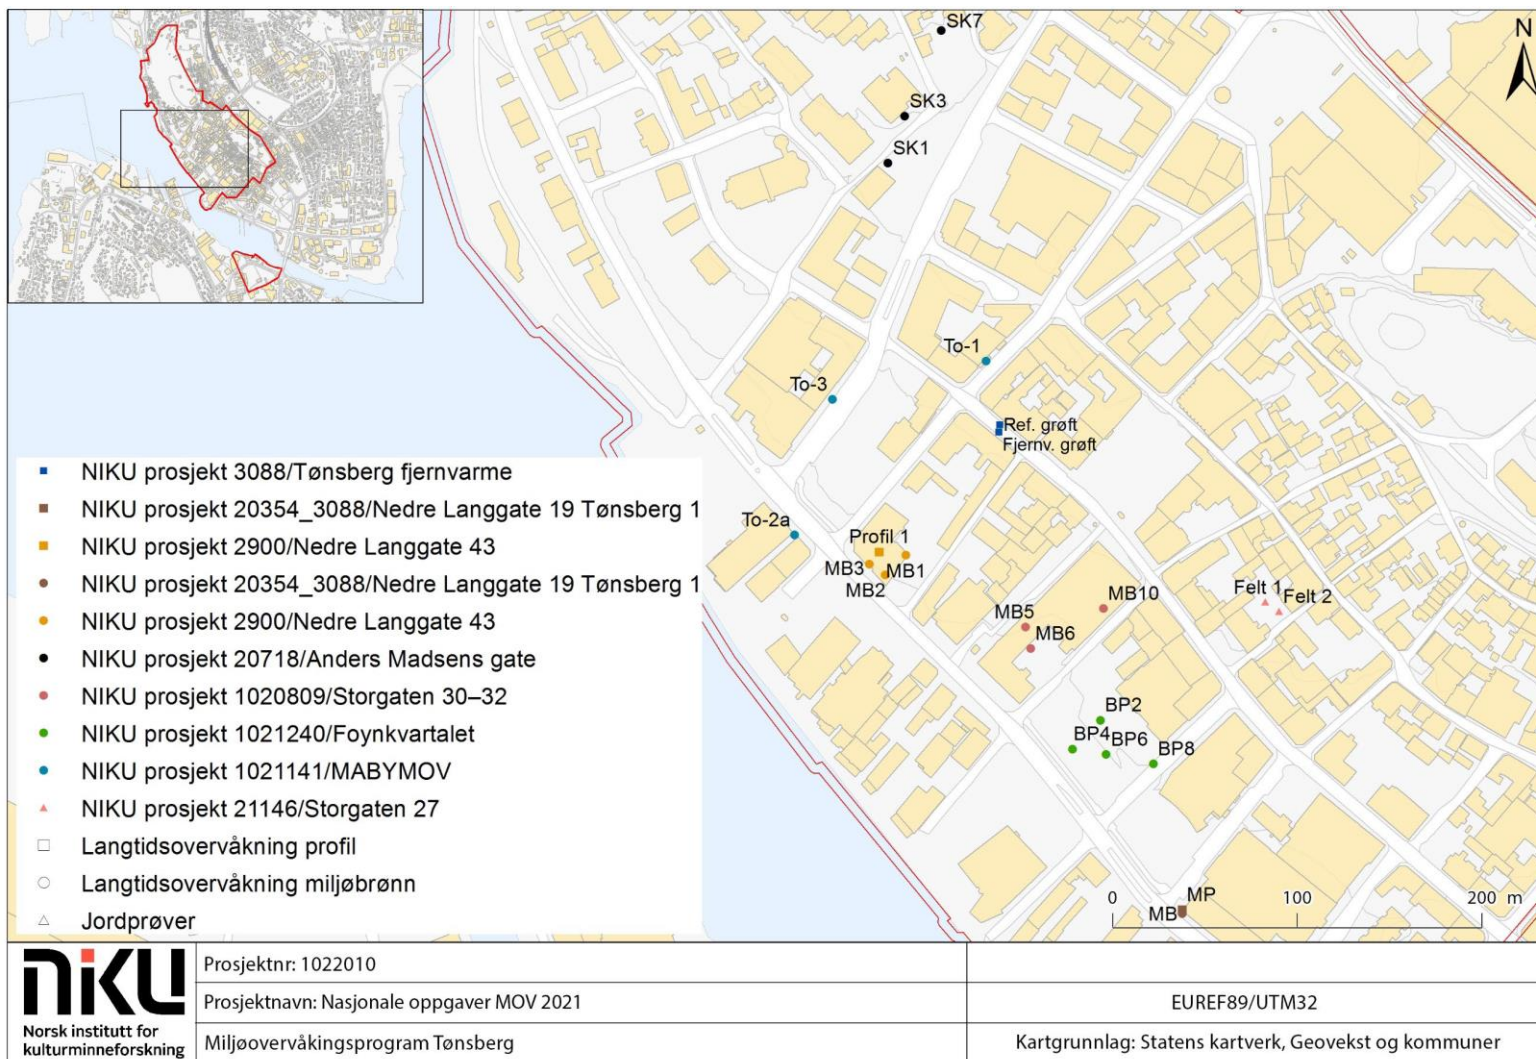 SK7
N
SK3
SK1
To-1
To-3
Ref. grøft
Fjernv. grøft
To-2a
Profil 1
MB3
MB1
MB2
MB10
MB5
MB6
Felt 1
Felt 2
BP2
BP4
BP6
BP8
MP
MB
0 100 200 m
NIKU prosjekt 3088/Tønsberg fjernvarme
NIKU prosjekt 20354_3088/Nedre Langgate 19 Tønsberg 1
NIKU prosjekt 2900/Nedre Langgate 43
NIKU prosjekt 20354_3088/Nedre Langgate 19 Tønsberg 1
NIKU prosjekt 2900/Nedre Langgate 43
NIKU prosjekt 20718/Anders Madsens gate
NIKU prosjekt 1020809/Storgaten 30–32
NIKU prosjekt 1021240/Foynkvartalet
NIKU prosjekt 1021141/MABYMOV
NIKU prosjekt 21146/Storgaten 27
Langtidsovervåkning profil
Langtidsovervåkning miljøbrønn
Jordprøver
NIKU
Norsk institutt for
kulturminneforskning
Prosjektnr: 1022010
Prosjektnavn: Nasjonale oppgaver MOV 2021
Miljøovervåkingsprogram Tønsberg
EUREF89/UTM32
Kartgrunnlag: Statens kartverk, Geovekst og kommuner